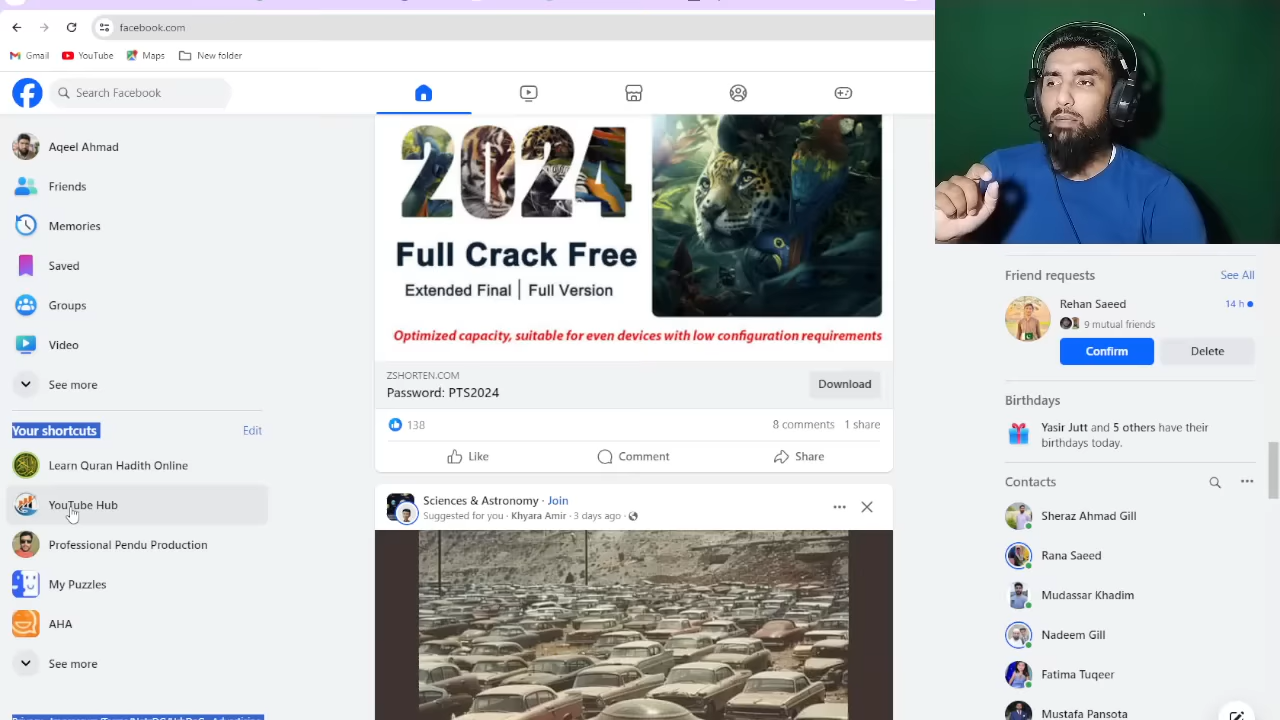 facebook.com
Gmail
YouTube
Maps
New folder
Search Facebook
Aqeel Ahmad
Friends
Memories
Saved
Groups
Video
See more
Your shortcuts
Edit
Learn Quran Hadith Online
YouTube Hub
Professional Pendu Production
My Puzzles
AHA
See more
2024
Full Crack Free
Extended Final | Full Version
Optimized capacity, suitable for even devices with low configuration requirements
ZSHORTEN.COM
Password: PTS2024
Download
138
8 comments 1 share
Like
Comment
Share
Sciences & Astronomy · Join
Suggested for you · Khyara Amir · 3 days ago ·
Friend requests
See All
Rehan Saeed
14 h
9 mutual friends
Confirm
Delete
Birthdays
Yasir Jutt and 5 others have their
birthdays today.
Contacts
Sheraz Ahmad Gill
Rana Saeed
Mudassar Khadim
Nadeem Gill
Fatima Tuqeer
Mustafa Pansota